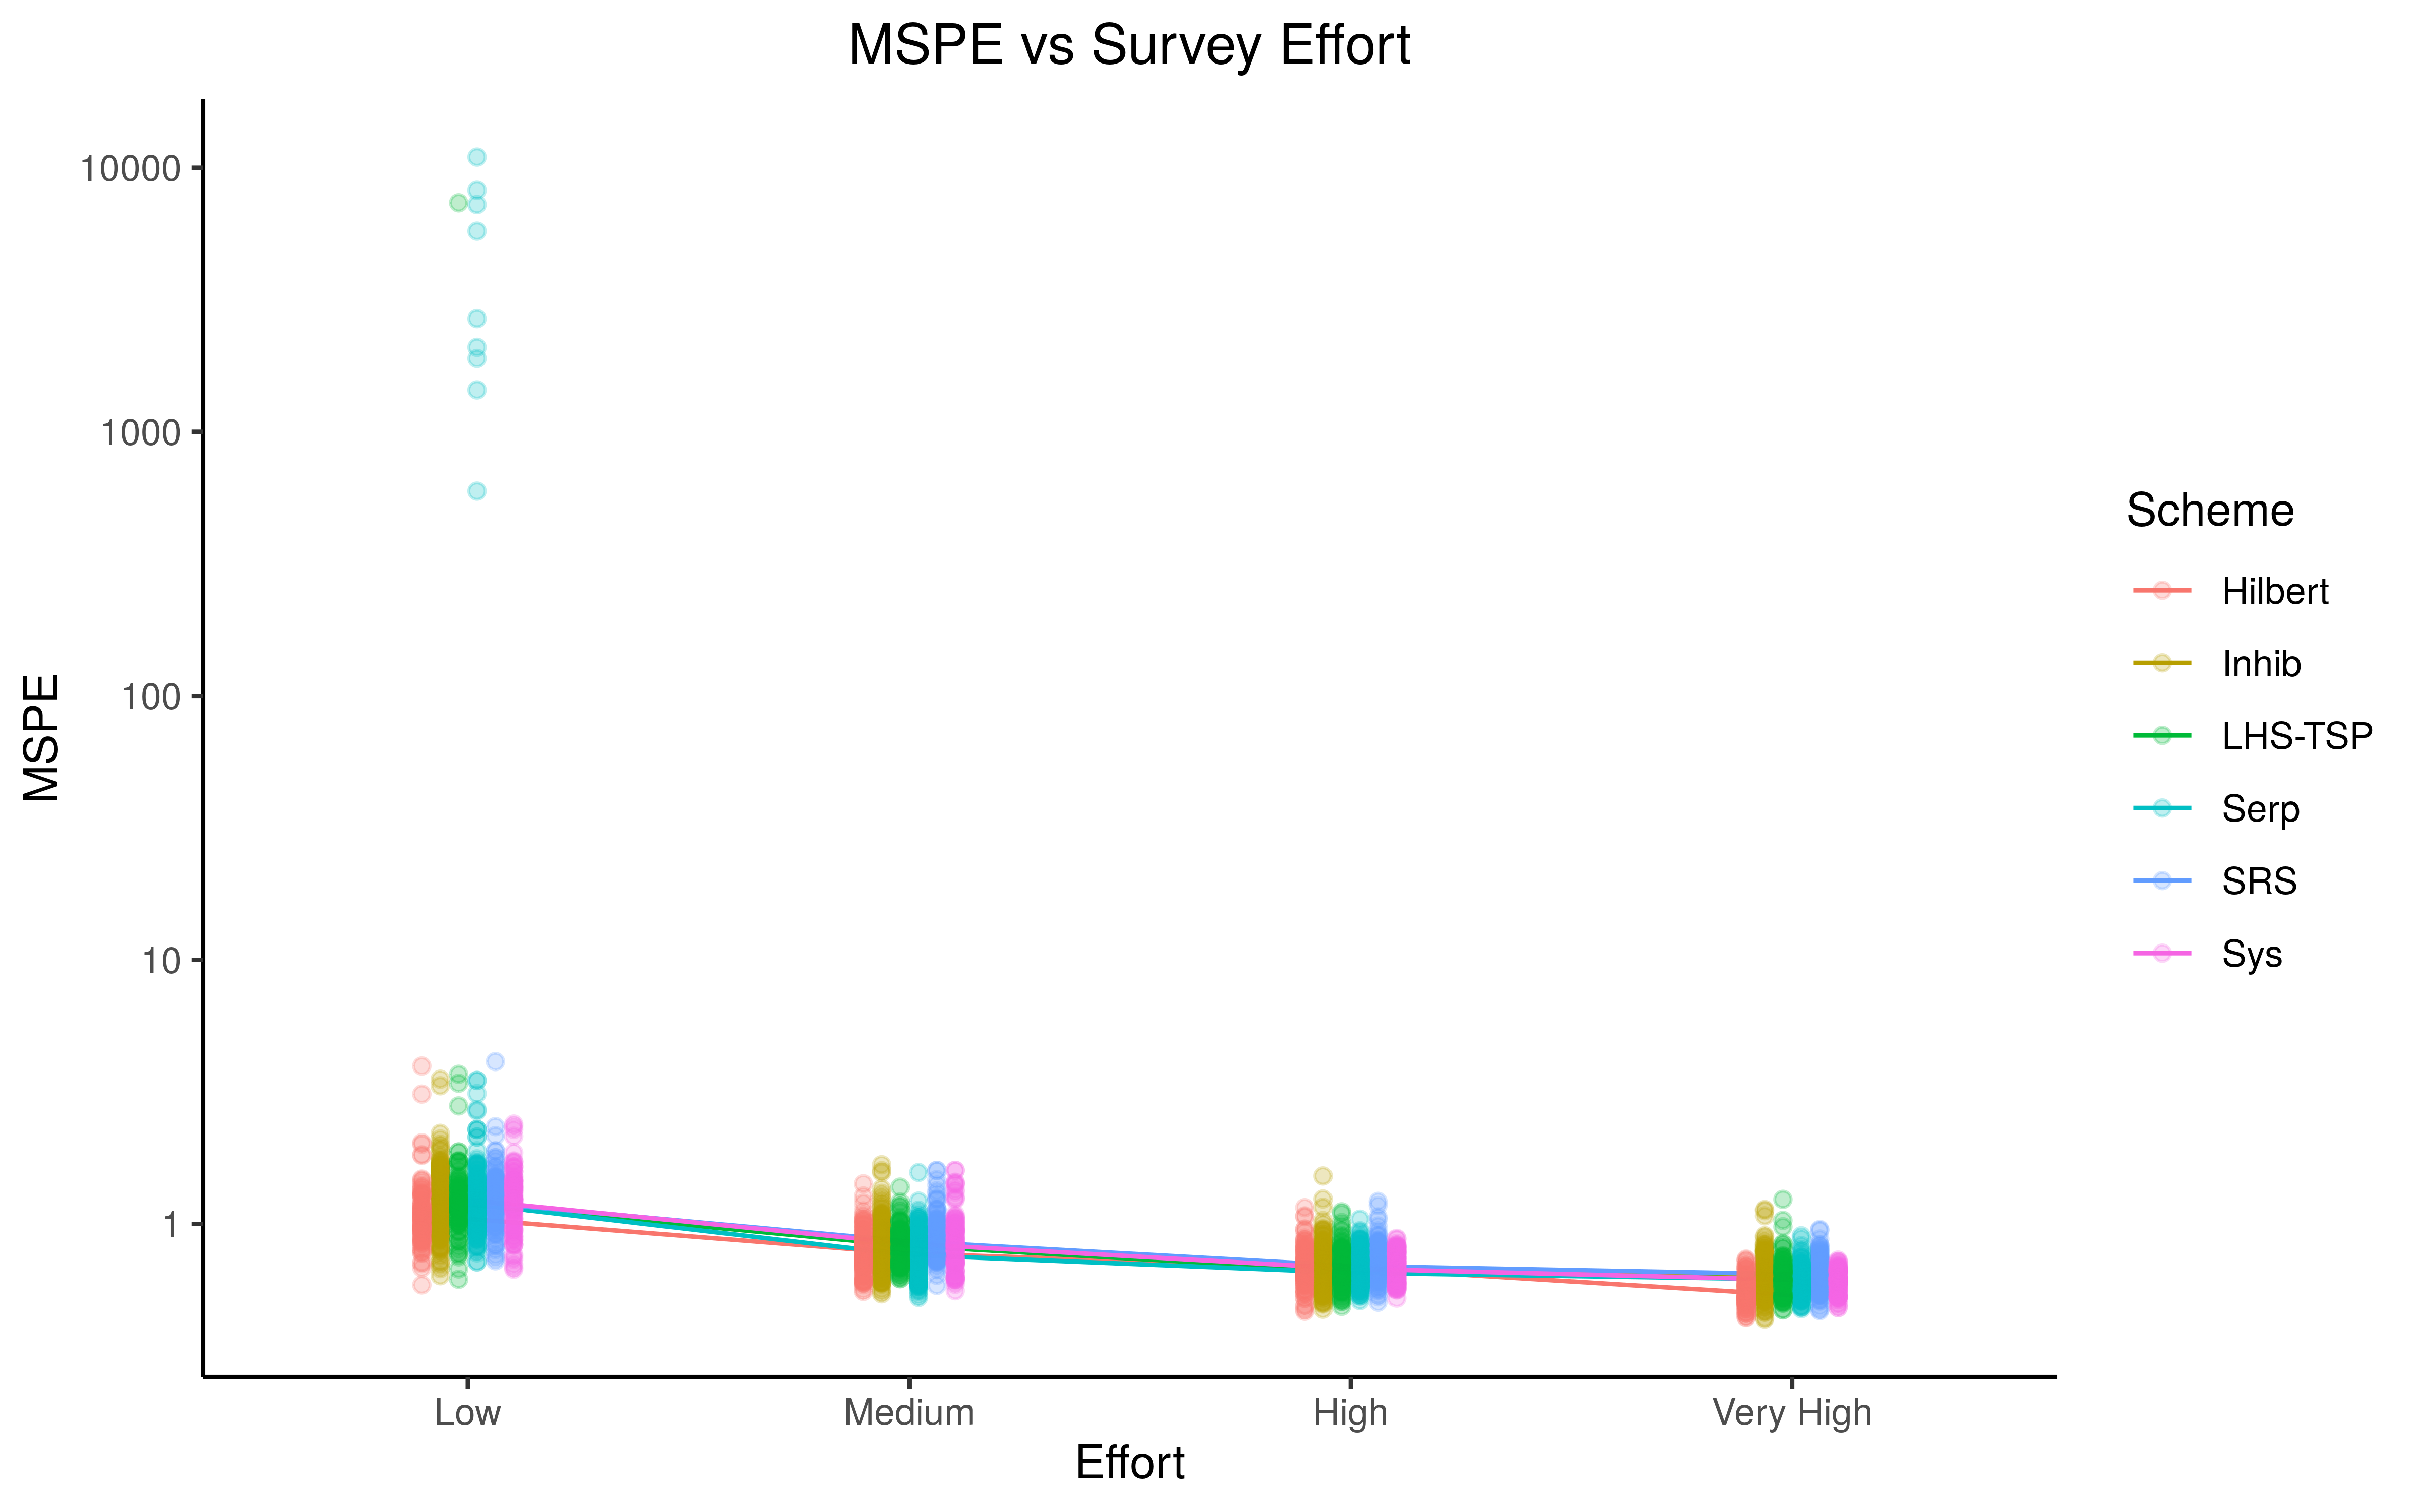 MSPE vs Survey Effort
10000
1000
100
10
1
MSPE
Low
Medium
High
Very High
Effort
Scheme
Hilbert
Inhib
LHS-TSP
Serp
SRS
Sys